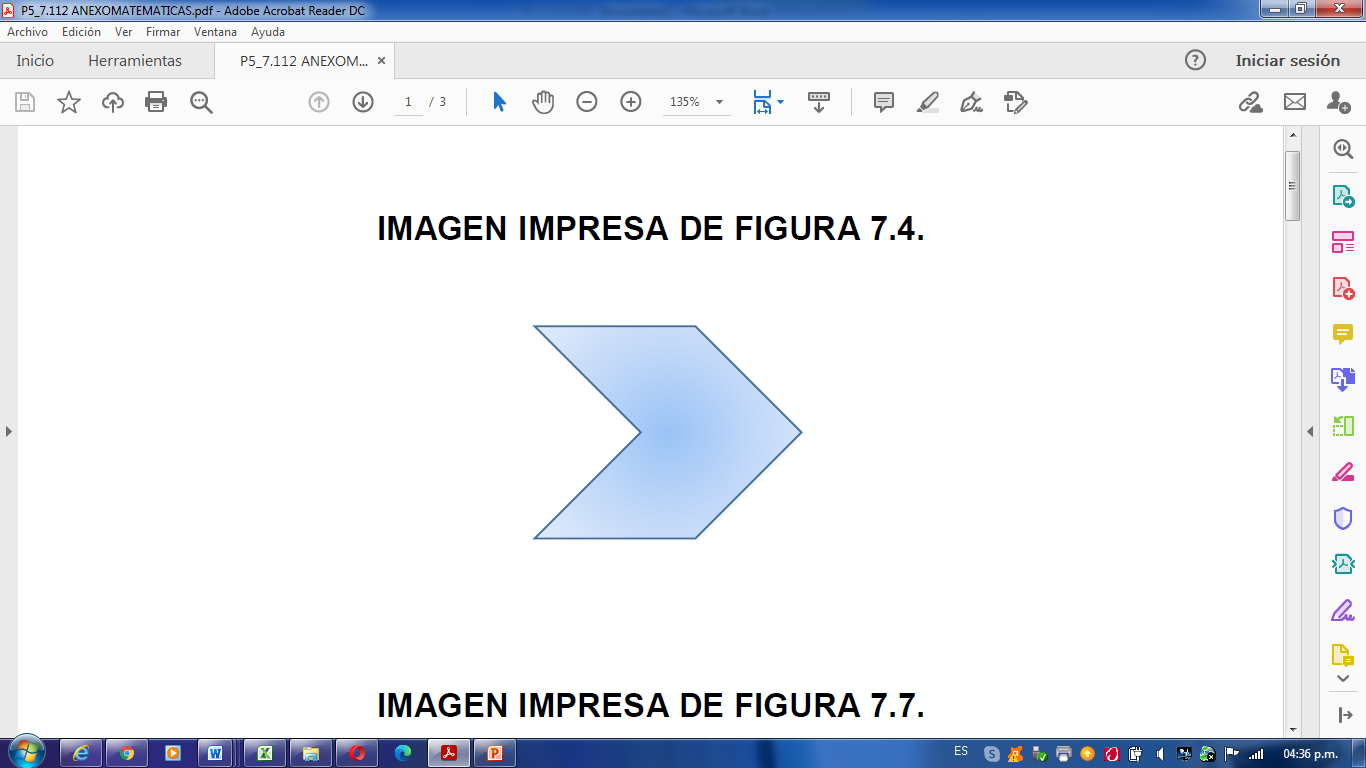 P5_7.112 ANEXOMATEMATICAS.pdf - Adobe Acrobat Reader DC
Archivo Edición Ver Firmar Ventana Ayuda
Inicio Herramientas P5_7.112 ANEXOM... × Iniciar sesión
1 / 3 135%
IMAGEN IMPRESA DE FIGURA 7.4.
IMAGEN IMPRESA DE FIGURA 7.7.
ES 04:36 p.m.